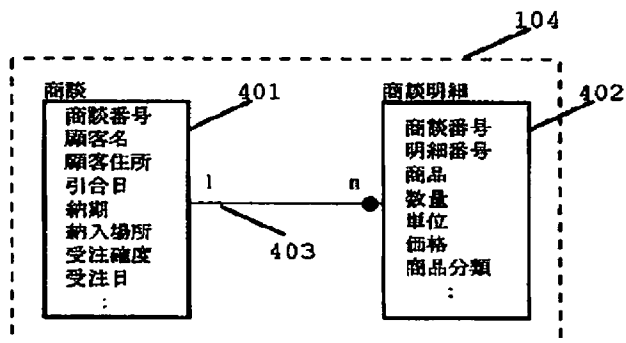 104
商談
商談番号
顧客名
顧客住所
引合日
納期
納入場所
受注確度
受注日
:
401
1
n
403
商談明細
商談番号
明細番号
商品
数量
単位
価格
商品分類
:
402